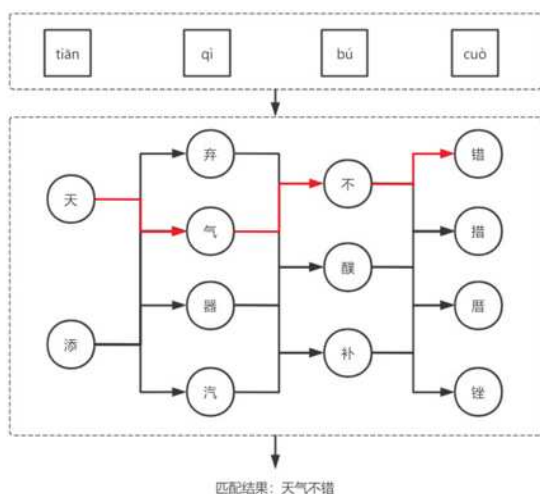 tiān qì bú cuò
弃 错
天 不
气 措
醭
器 厝
添 补
汽 锉
匹配结果：天气不错